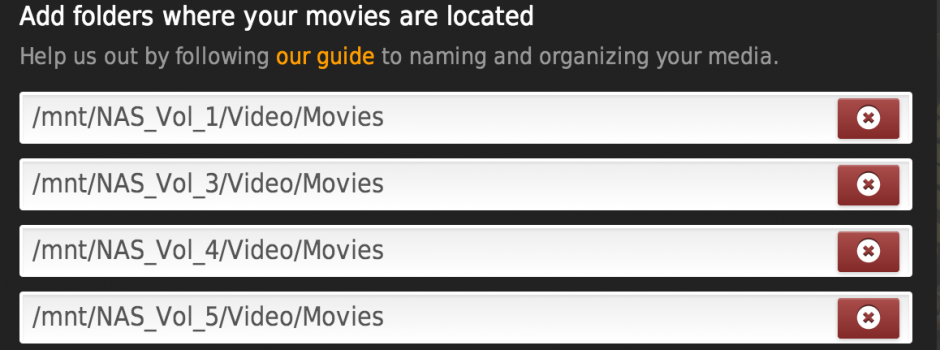 Add folders where your movies are located
Help us out by following our guide to naming and organizing your media.
/mnt/NAS_Vol_1/Video/Movies
/mnt/NAS_Vol_3/Video/Movies
/mnt/NAS_Vol_4/Video/Movies
/mnt/NAS_Vol_5/Video/Movies